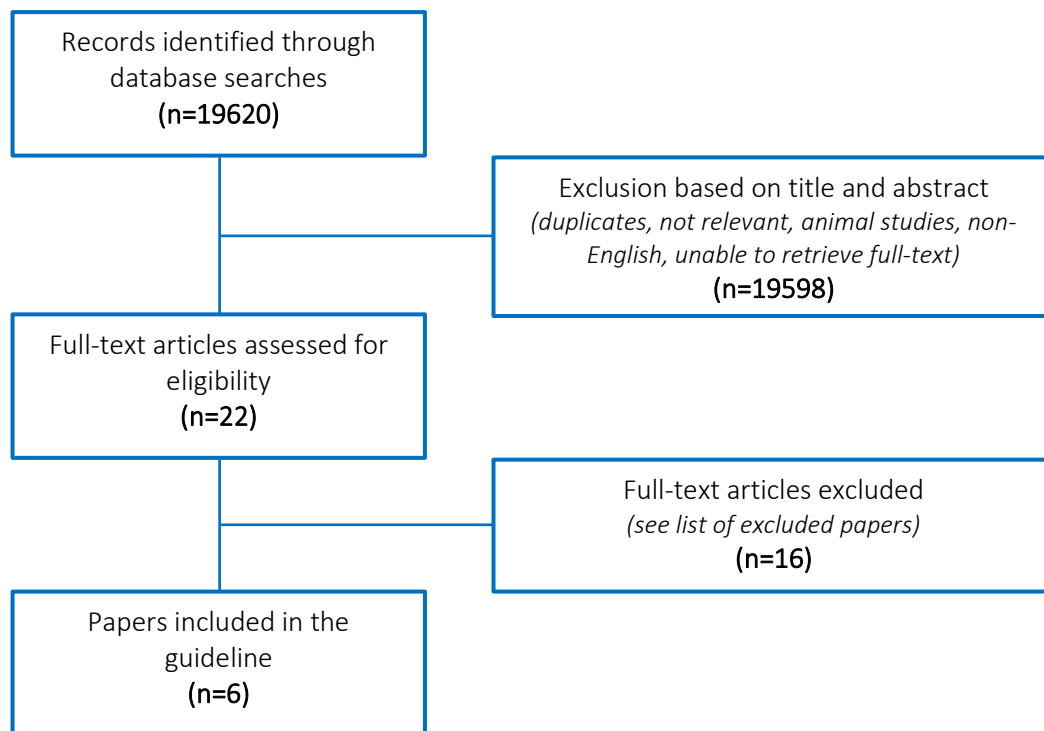 Records identified through
database searches
(n=19620)
Exclusion based on title and abstract
(duplicates, not relevant, animal studies, non-
English, unable to retrieve full-text)
(n=19598)
Full-text articles assessed for
eligibility
(n=22)
Full-text articles excluded
(see list of excluded papers)
(n=16)
Papers included in the
guideline
(n=6)